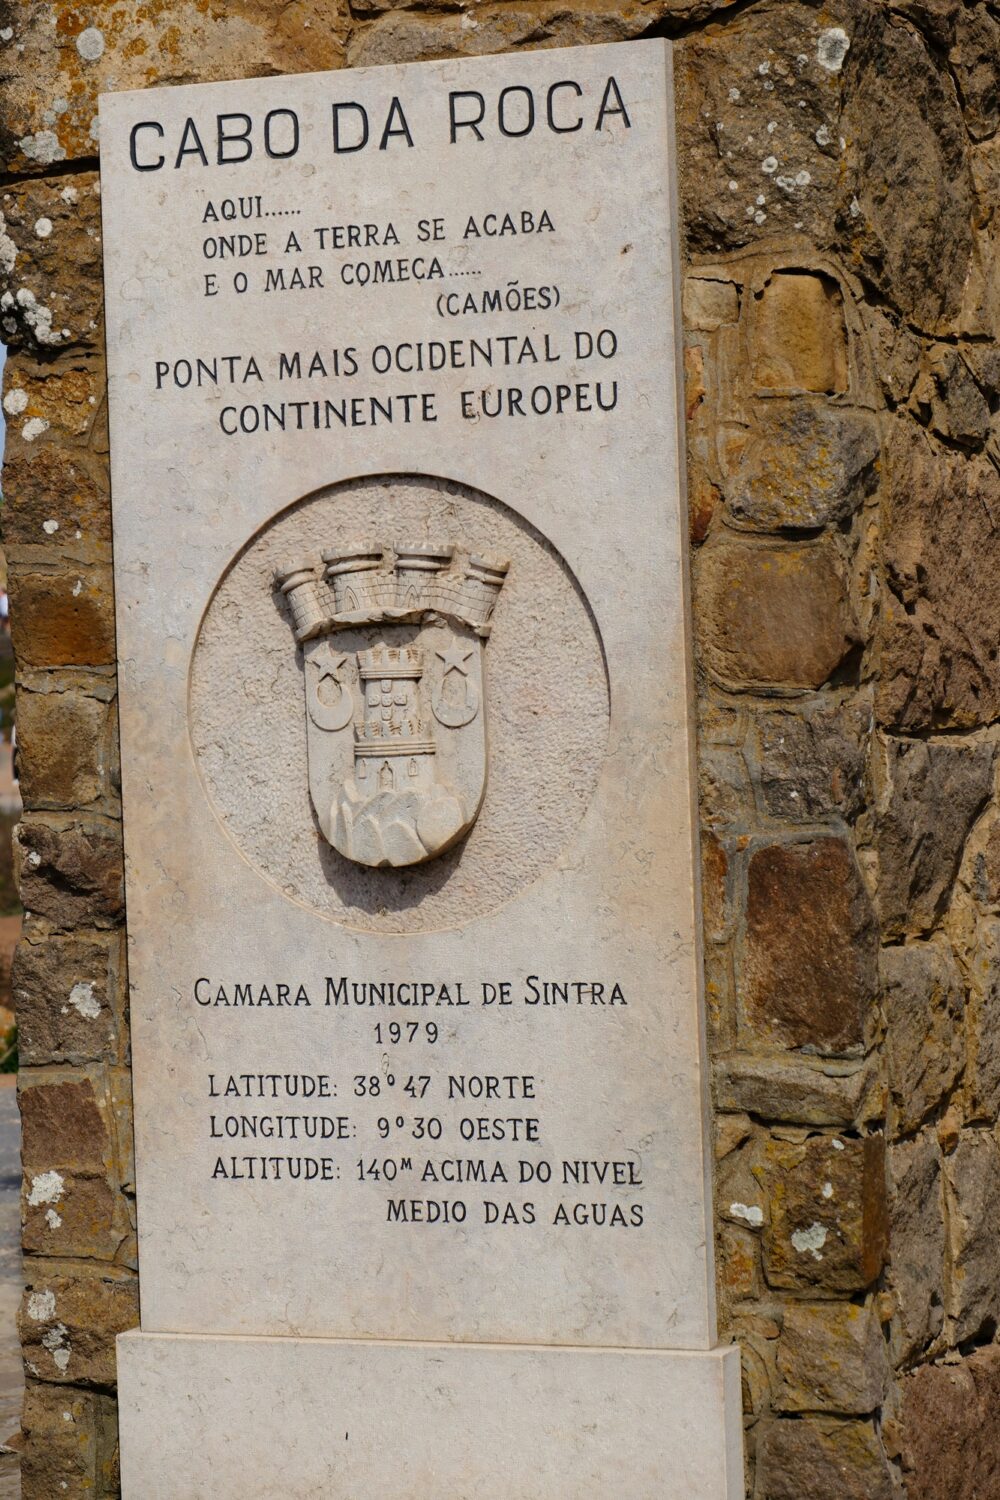 CABO DA ROCA
AQUI......
ONDE A TERRA SE ACABA
E O MAR COMEÇA......
(CAMÕES)
PONTA MAIS OCIDENTAL DO
CONTINENTE EUROPEU
CAMARA MUNICIPAL DE SINTRA
1979
LATITUDE: 38º 47 NORTE
LONGITUDE: 9º 30 OESTE
ALTITUDE: 140ᴹ ACIMA DO NIVEL
MEDIO DAS AGUAS